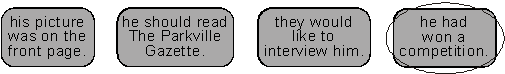 his picture
was on the
front page.
he should read
The Parkville
Gazette.
they would
like to
interview him.
he had
won a
competition.